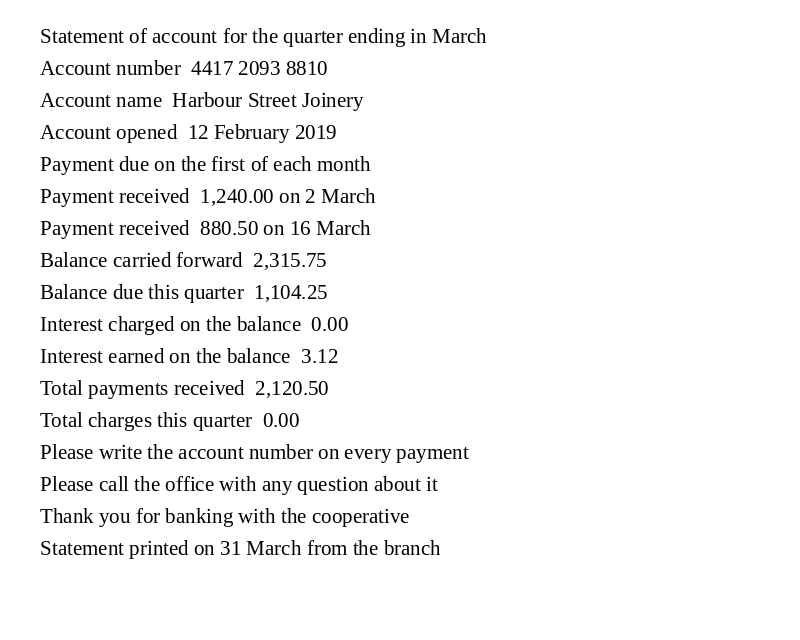 Statement of account for the quarter ending in March
Account number  4417 2093 8810
Account name  Harbour Street Joinery
Account opened  12 February 2019
Payment due on the first of each month
Payment received  1,240.00 on 2 March
Payment received  880.50 on 16 March
Balance carried forward  2,315.75
Balance due this quarter  1,104.25
Interest charged on the balance  0.00
Interest earned on the balance  3.12
Total payments received  2,120.50
Total charges this quarter  0.00
Please write the account number on every payment
Please call the office with any question about it
Thank you for banking with the cooperative
Statement printed on 31 March from the branch